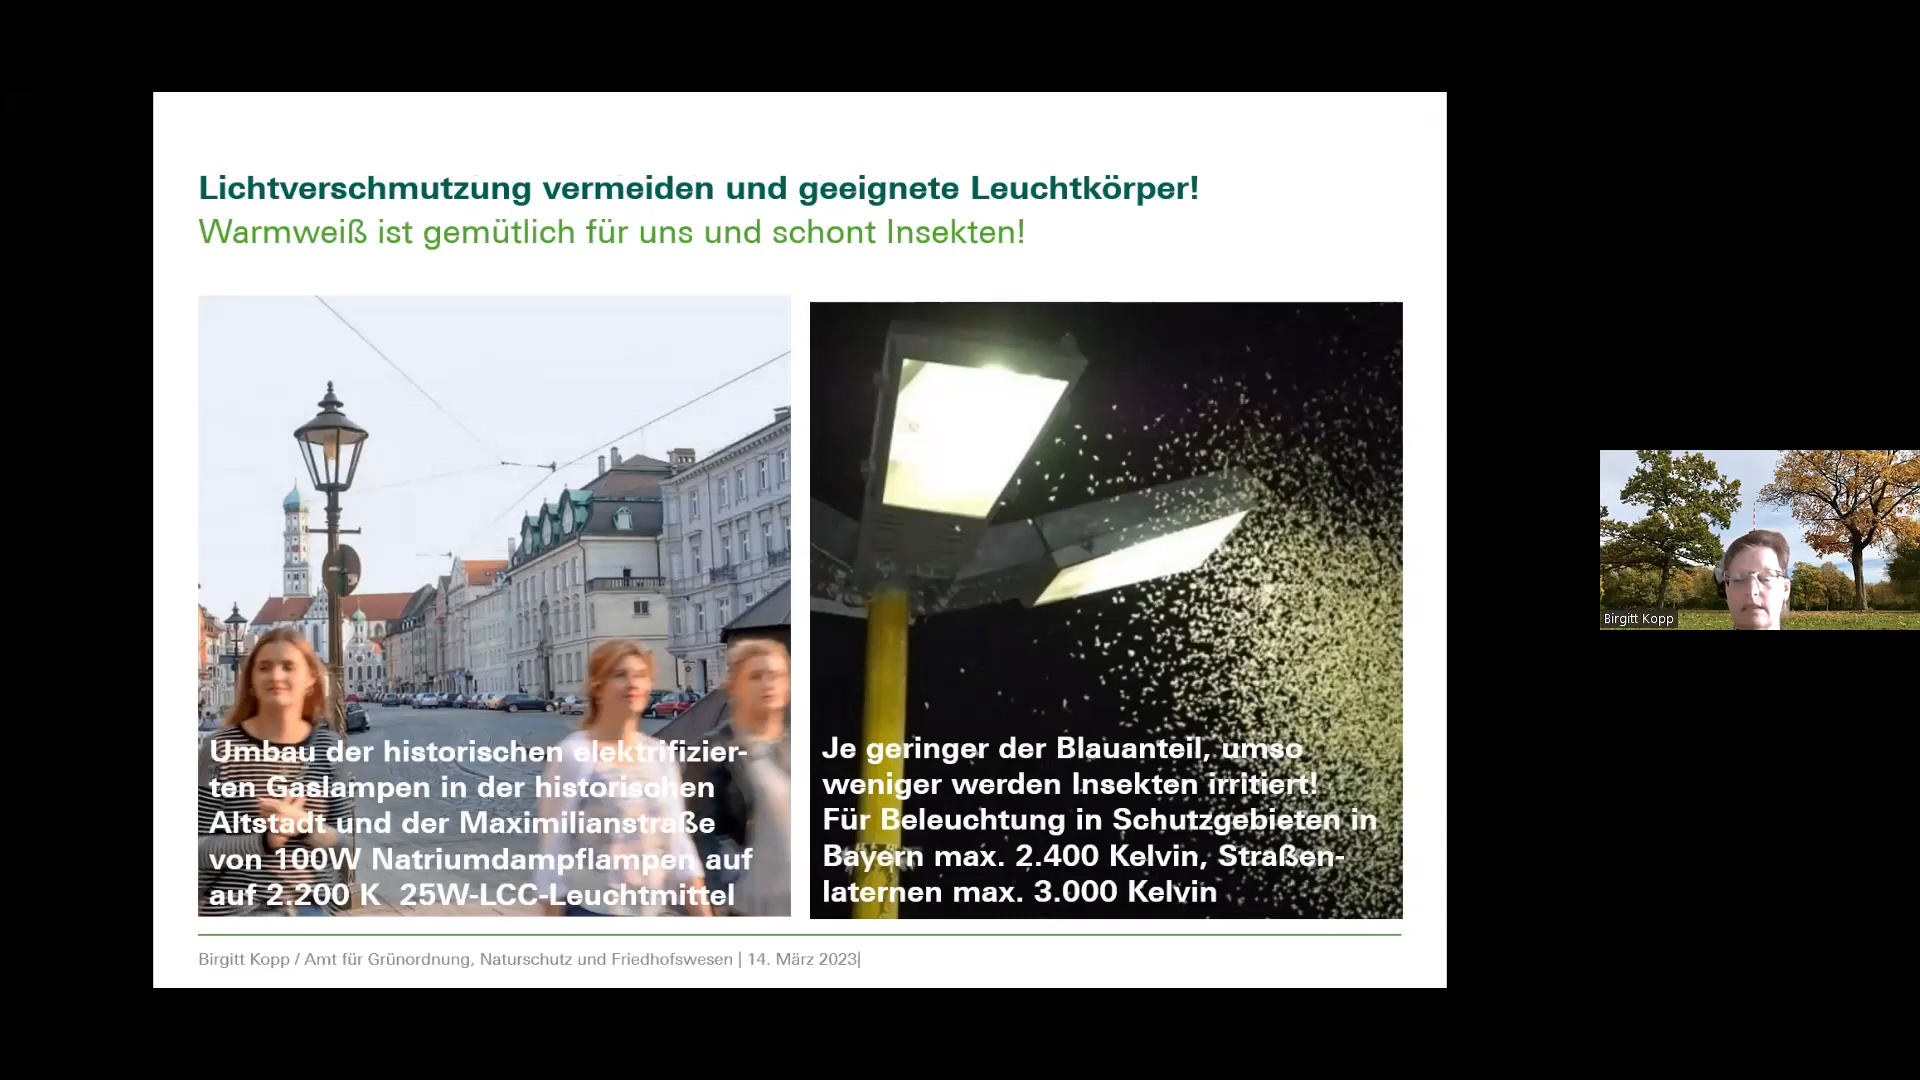 Lichtverschmutzung vermeiden und geeignete Leuchtkörper!
Warmweiß ist gemütlich für uns und schont Insekten!
Umbau der historischen elektrifizier-
ten Gaslampen in der historischen
Altstadt und der Maximilianstraße
von 100W Natriumdampflampen auf
auf 2.200 K 25W-LCC-Leuchtmittel
Je geringer der Blauanteil, umso
weniger werden Insekten irritiert!
Für Beleuchtung in Schutzgebieten in
Bayern max. 2.400 Kelvin, Straßen-
laternen max. 3.000 Kelvin
Birgitt Kopp / Amt für Grünordnung, Naturschutz und Friedhofswesen | 14. März 2023|
Birgitt Kopp